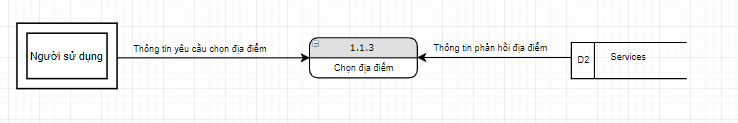 Người sử dụng
Thông tin yêu cầu chọn địa điểm
1.1.3
Chọn địa điểm
Thông tin phản hồi địa điểm
D2
Services